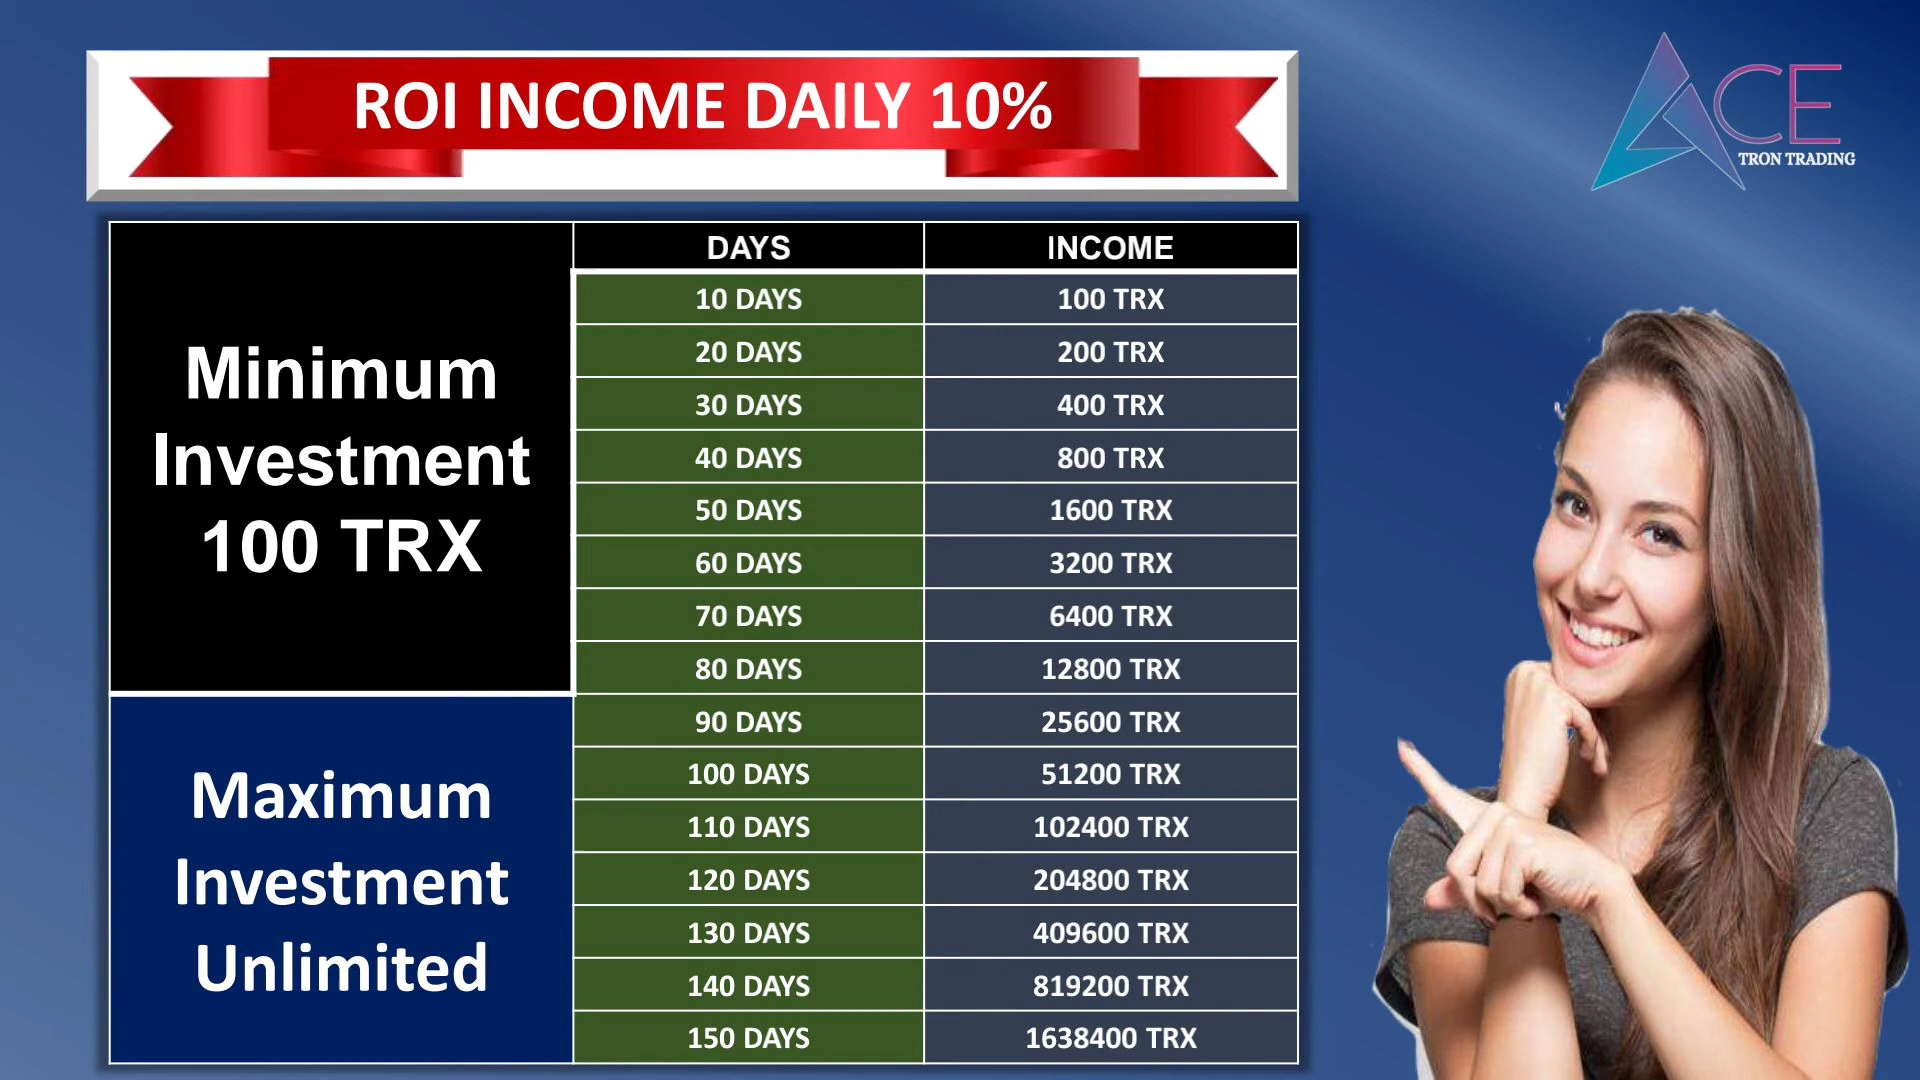 ROI INCOME DAILY 10%
ACE
TRON TRADING
Minimum
Investment
100 TRX
Maximum
Investment
Unlimited
DAYS INCOME
10 DAYS 100 TRX
20 DAYS 200 TRX
30 DAYS 400 TRX
40 DAYS 800 TRX
50 DAYS 1600 TRX
60 DAYS 3200 TRX
70 DAYS 6400 TRX
80 DAYS 12800 TRX
90 DAYS 25600 TRX
100 DAYS 51200 TRX
110 DAYS 102400 TRX
120 DAYS 204800 TRX
130 DAYS 409600 TRX
140 DAYS 819200 TRX
150 DAYS 1638400 TRX